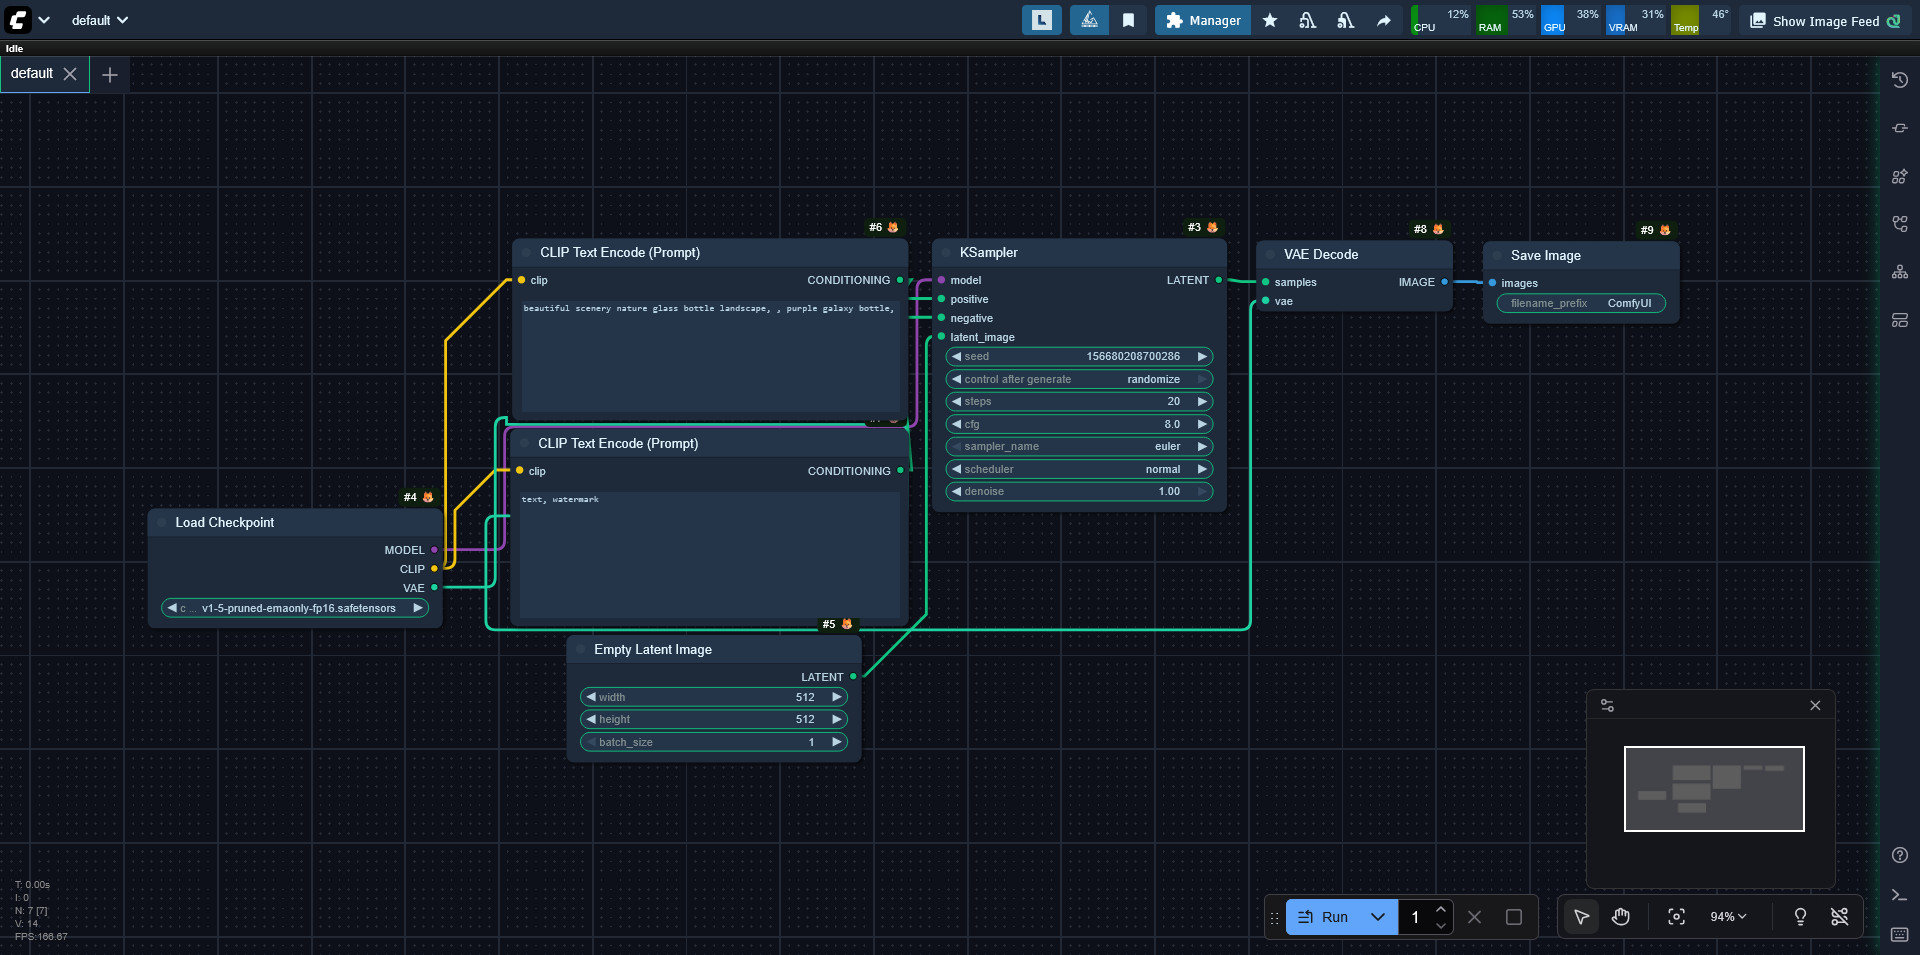 default
Manager
CPU 12%
RAM 53%
GPU 38%
VRAM 31%
Temp 46°
Show Image Feed
Idle
default
#6
CLIP Text Encode (Prompt)
clip
CONDITIONING
beautiful scenery nature glass bottle landscape, , purple galaxy bottle,
CLIP Text Encode (Prompt)
clip
CONDITIONING
text, watermark
#4
Load Checkpoint
MODEL
CLIP
VAE
c ... v1-5-pruned-emaonly-fp16.safetensors
#5
Empty Latent Image
LATENT
width 512
height 512
batch_size 1
#3
KSampler
model
LATENT
positive
negative
latent_image
seed 156680208700286
control after generate randomize
steps 20
cfg 8.0
sampler_name euler
scheduler normal
denoise 1.00
#8
VAE Decode
samples
IMAGE
vae
#9
Save Image
images
filename_prefix ComfyUI
T: 0.00s
I: 0
N: 7 [7]
V: 14
FPS:166.67
Run
1
94%